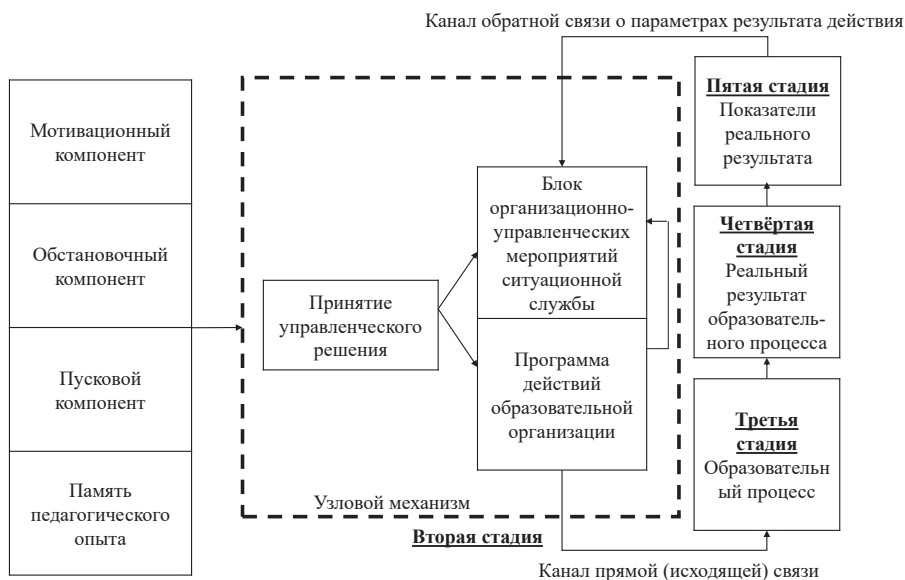 Канал обратной связи о параметрах результата действия
Мотивационный
компонент
Обстановочный
компонент
Пусковой
компонент
Память
педагогического
опыта
Принятие
управленческого
решения
Блок
организационно-
управленческих
мероприятий
ситуационной
службы
Программа
действий
образовательной
организации
Узловой механизм
Вторая стадия
Пятая стадия
Показатели
реального
результата
Четвёртая
стадия
Реальный
результат
образователь-
ного процесса
Третья
стадия
Образовательн
ый процесс
Канал прямой (исходящей) связи